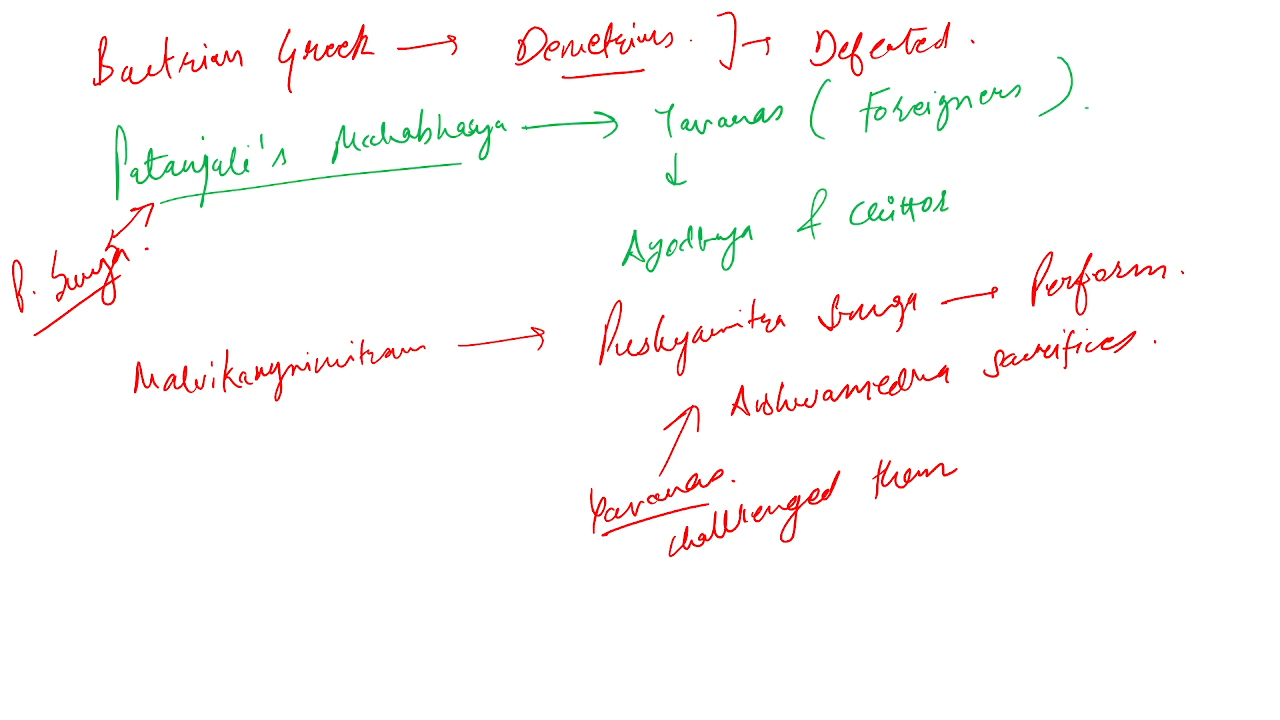 Bactrian Greek → Demetrius. ] → Defeated.
Patanjali's Mahabhasya → Yavanas ( Foreigners ).
↓
Ayodhya & Chittor
P. Sunga.
Malvikangnimitram → Pushyamitra Sunga → Perform.
Ashwamedha sacrifices.
Yavanas.
challenged them